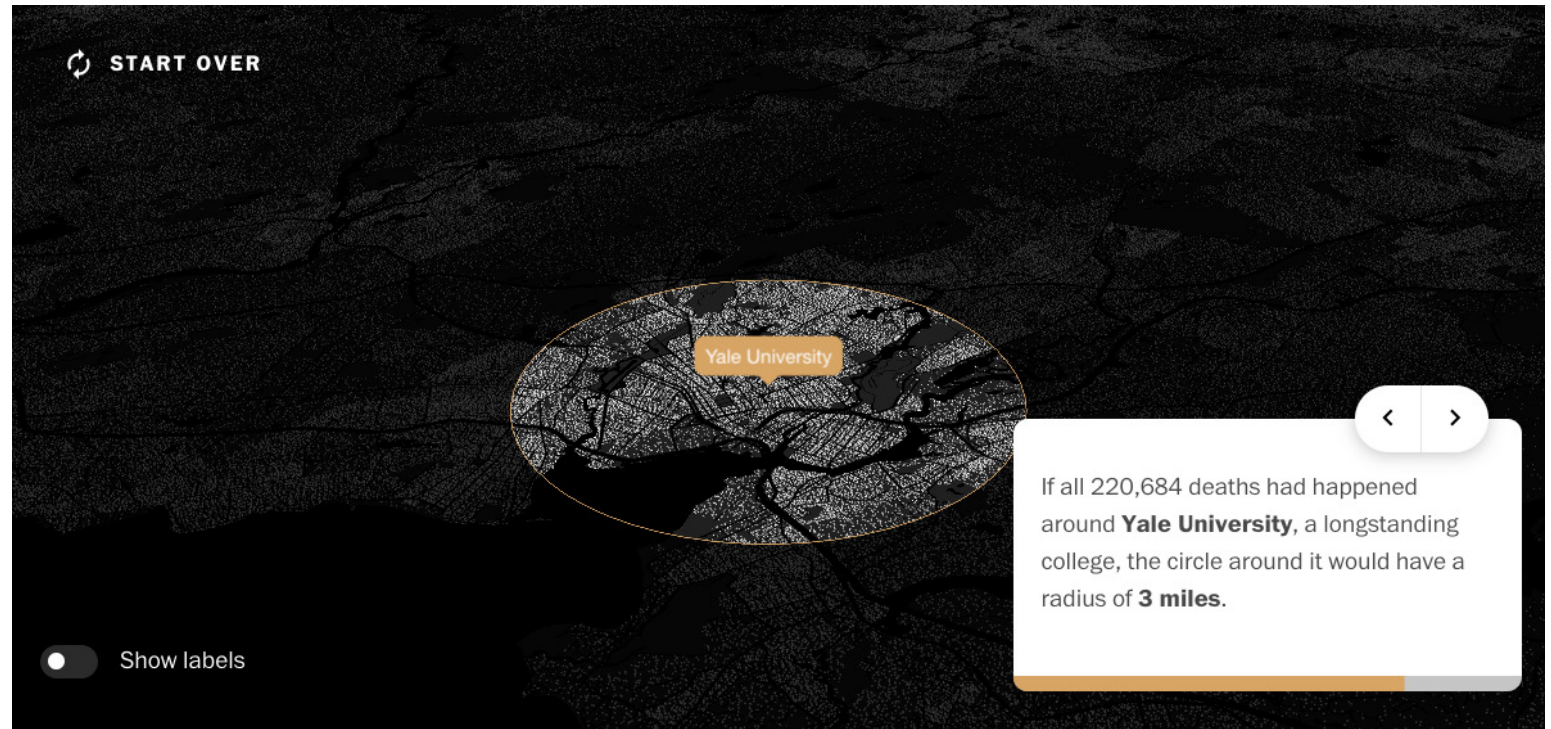 START OVER
Yale University
If all 220,684 deaths had happened
around Yale University, a longstanding
college, the circle around it would have a
radius of 3 miles.
Show labels